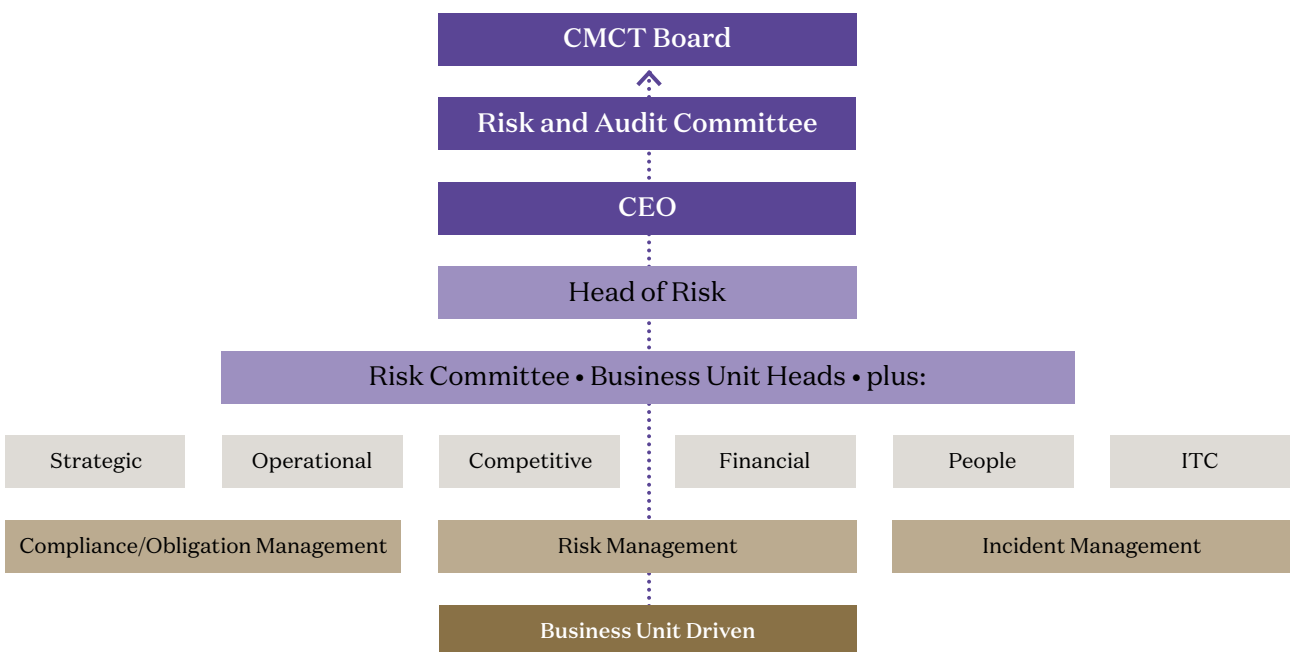 CMCT Board
Risk and Audit Committee
CEO
Head of Risk
Risk Committee • Business Unit Heads • plus:
Strategic
Operational
Competitive
Financial
People
ITC
Compliance/Obligation Management
Risk Management
Incident Management
Business Unit Driven